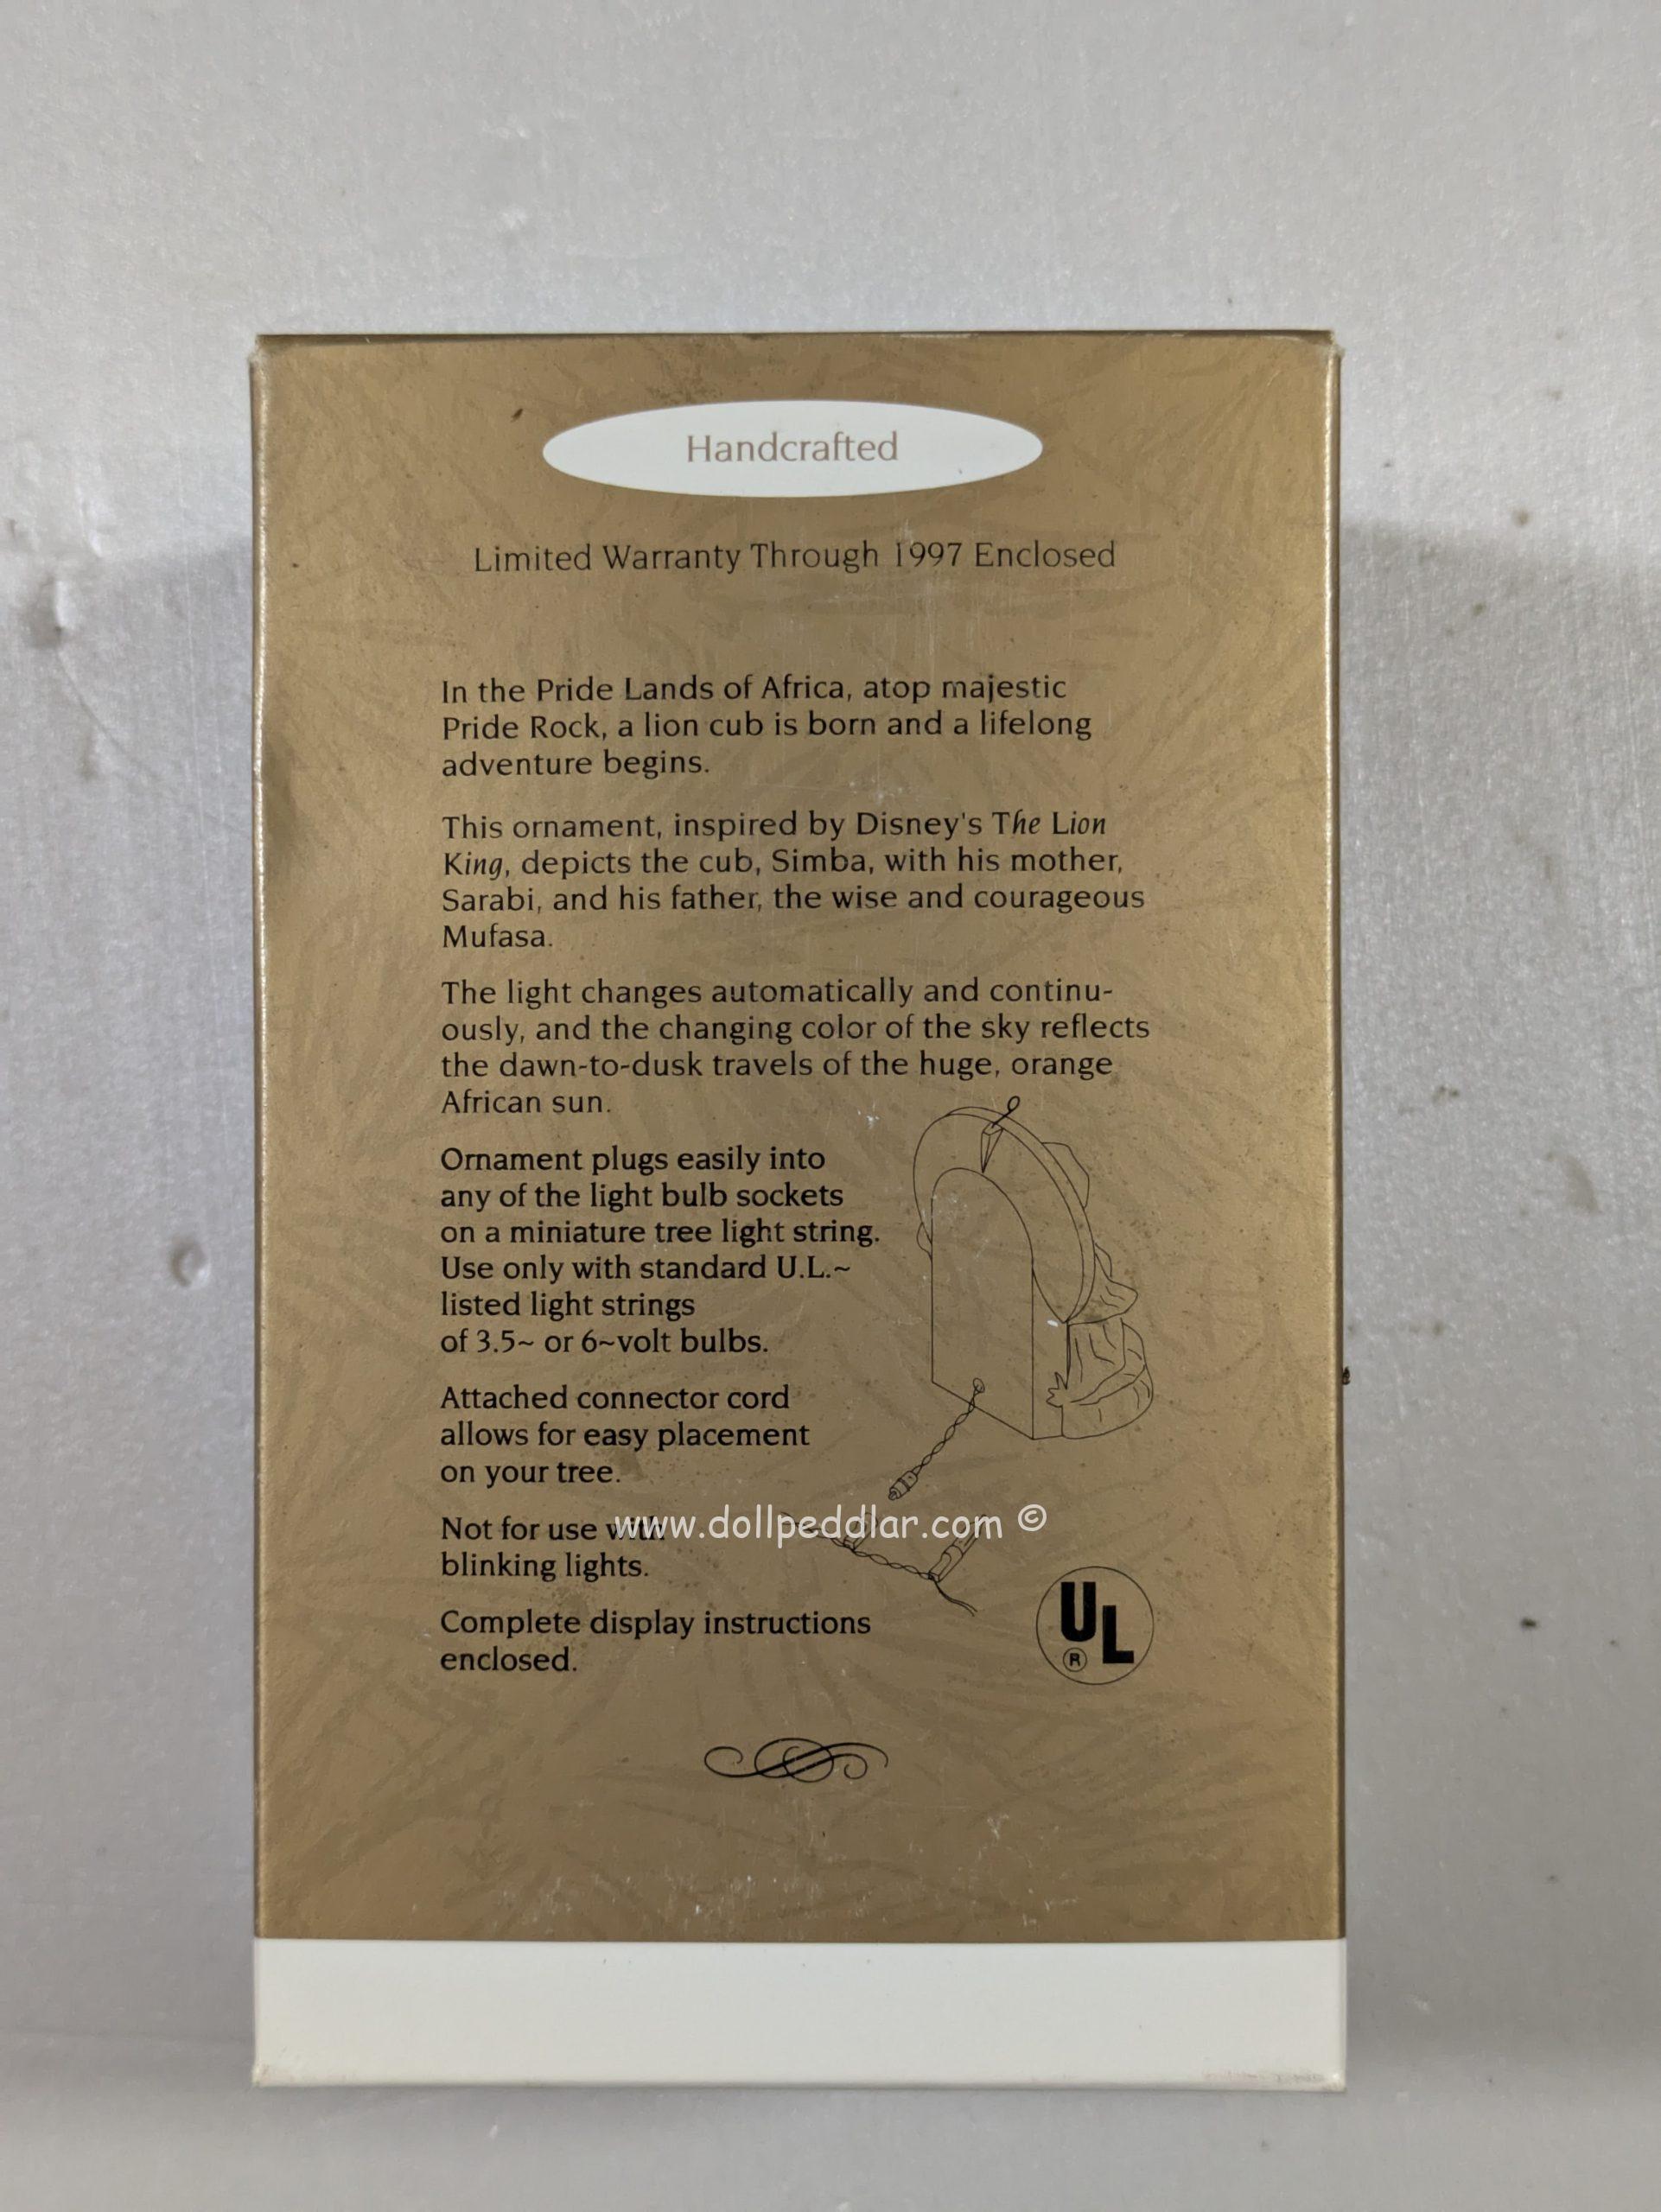 Handcrafted
Limited Warranty Through 1997 Enclosed
In the Pride Lands of Africa, atop majestic
Pride Rock, a lion cub is born and a lifelong
adventure begins.
This ornament, inspired by Disney's The Lion
King, depicts the cub, Simba, with his mother,
Sarabi, and his father, the wise and courageous
Mufasa.
The light changes automatically and continu-
ously, and the changing color of the sky reflects
the dawn-to-dusk travels of the huge, orange
African sun.
Ornament plugs easily into
any of the light bulb sockets
on a miniature tree light string.
Use only with standard U.L.~
listed light strings
of 3.5~ or 6~volt bulbs.
Attached connector cord
allows for easy placement
on your tree.
Not for use with
www.dollpeddlar.com ©
blinking lights.
Complete display instructions
enclosed.
UL
®